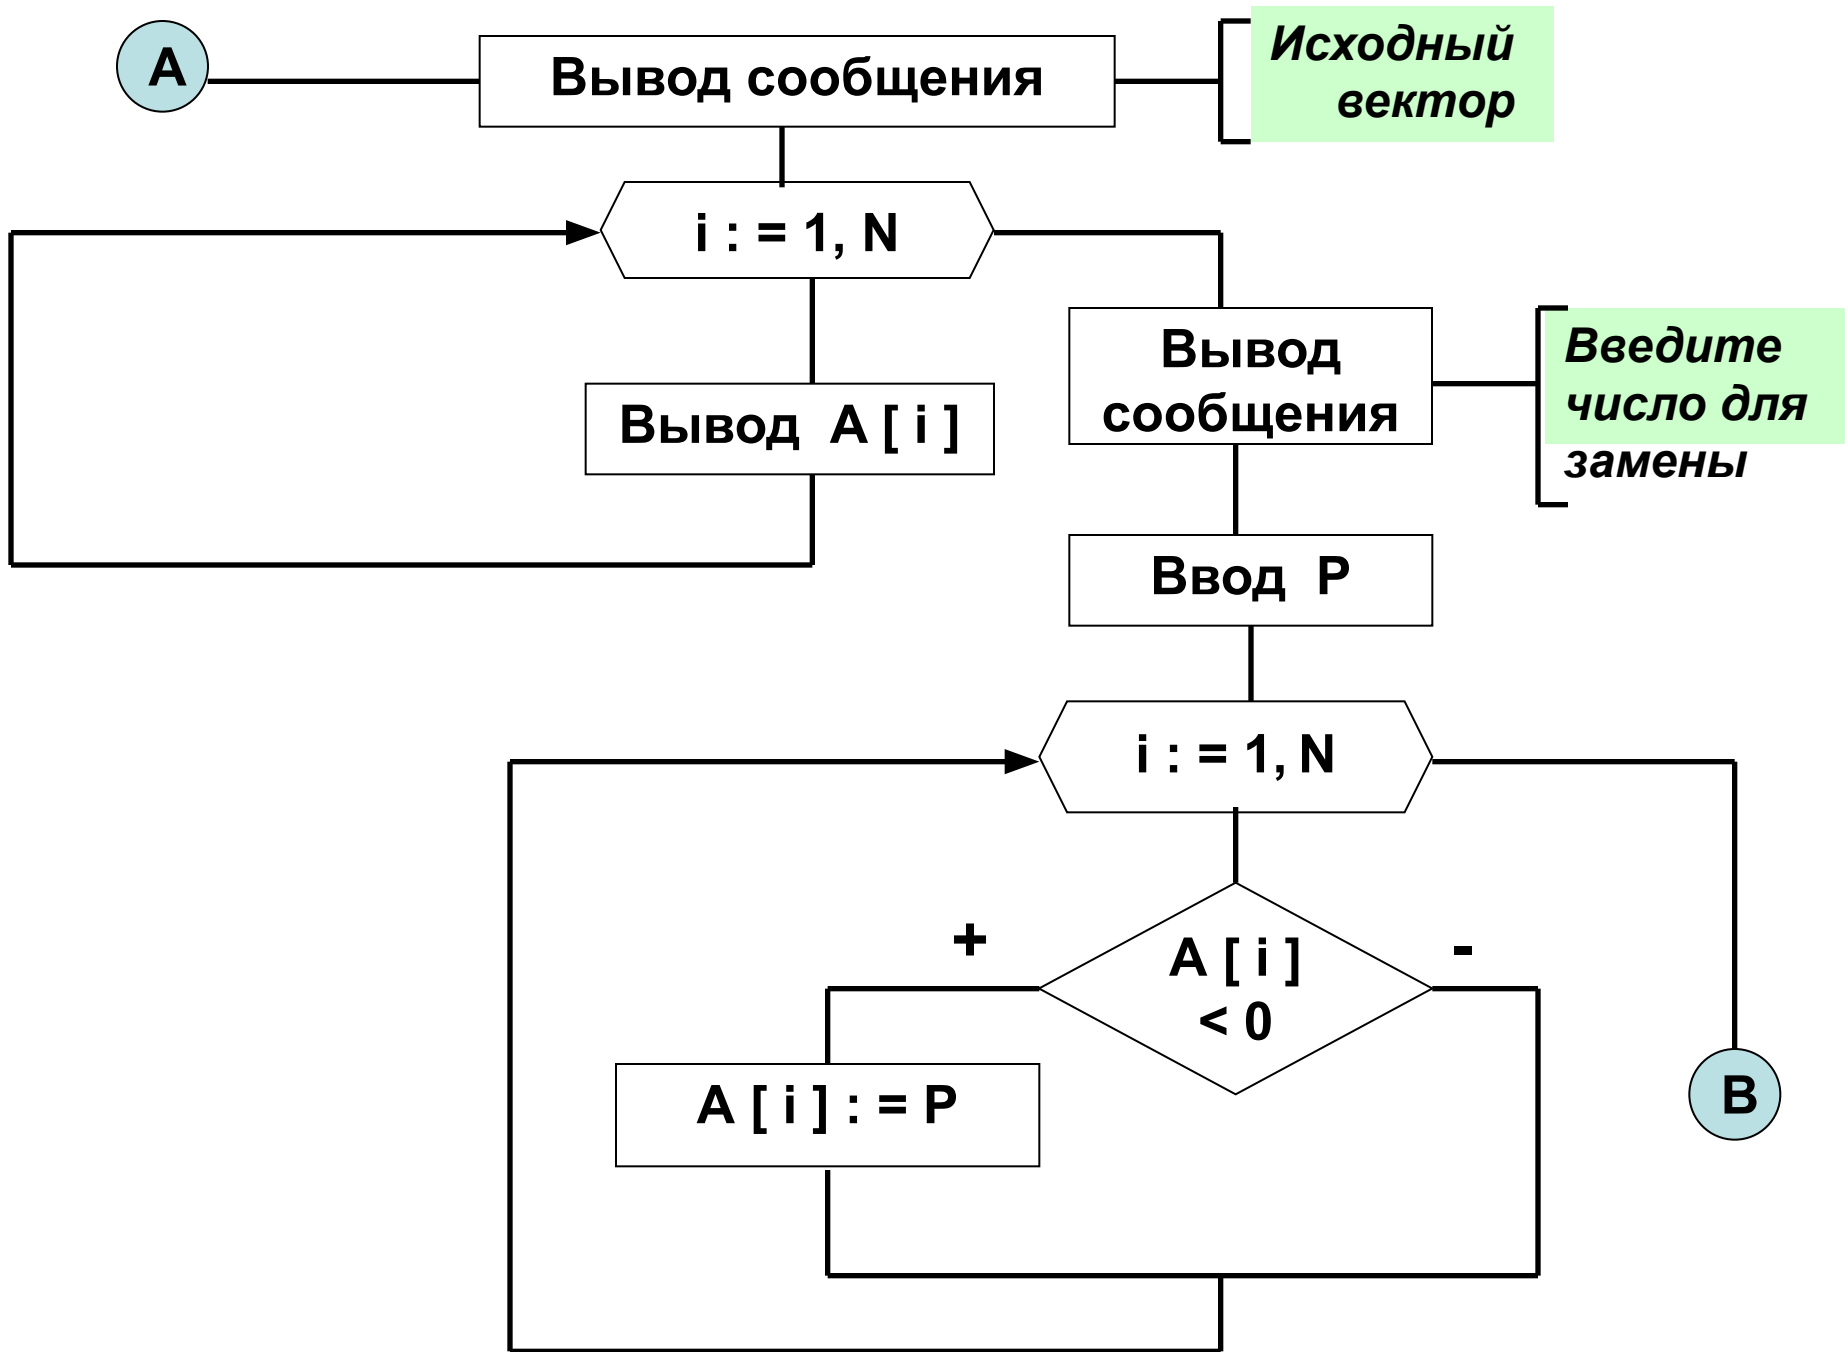 А
Вывод сообщения
Исходный
вектор
i : = 1, N
Вывод A [ i ]
Вывод
сообщения
Введите
число для
замены
Ввод P
i : = 1, N
+
A [ i ]
< 0
-
A [ i ] : = P
В